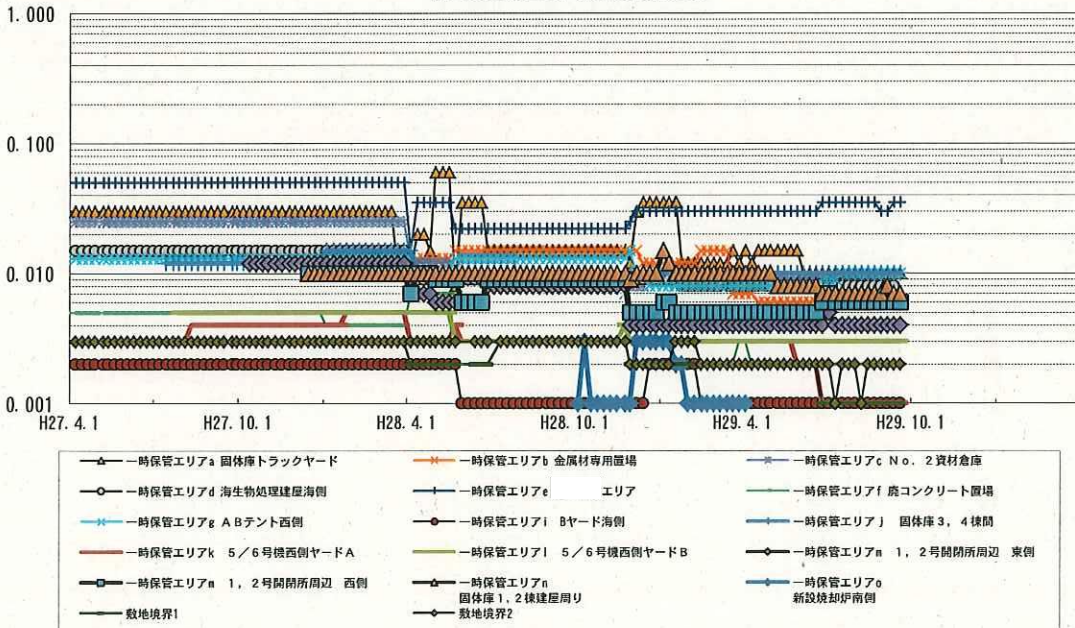 1.000
0.100
0.010
0.001
H27. 4. 1 H27. 10. 1 H28. 4. 1 H28. 10. 1 H29. 4. 1 H29. 10. 1
一時保管エリアa 固体庫トラックヤード
一時保管エリアb 金属材専用置場
一時保管エリアc No. 2資材倉庫
一時保管エリアd 海生物処理建屋海側
一時保管エリアe エリア
一時保管エリアf 廃コンクリート置場
一時保管エリアg ABテント西側
一時保管エリアi Bヤード海側
一時保管エリアj 固体庫3, 4棟間
一時保管エリアk 5/6号機西側ヤードA
一時保管エリアl 5/6号機西側ヤードB
一時保管エリアm 1, 2号開閉所周辺 東側
一時保管エリアm 1, 2号開閉所周辺 西側
一時保管エリアn
固体庫1, 2棟建屋周り
一時保管エリアo
新設焼却炉南側
敷地境界1
敷地境界2